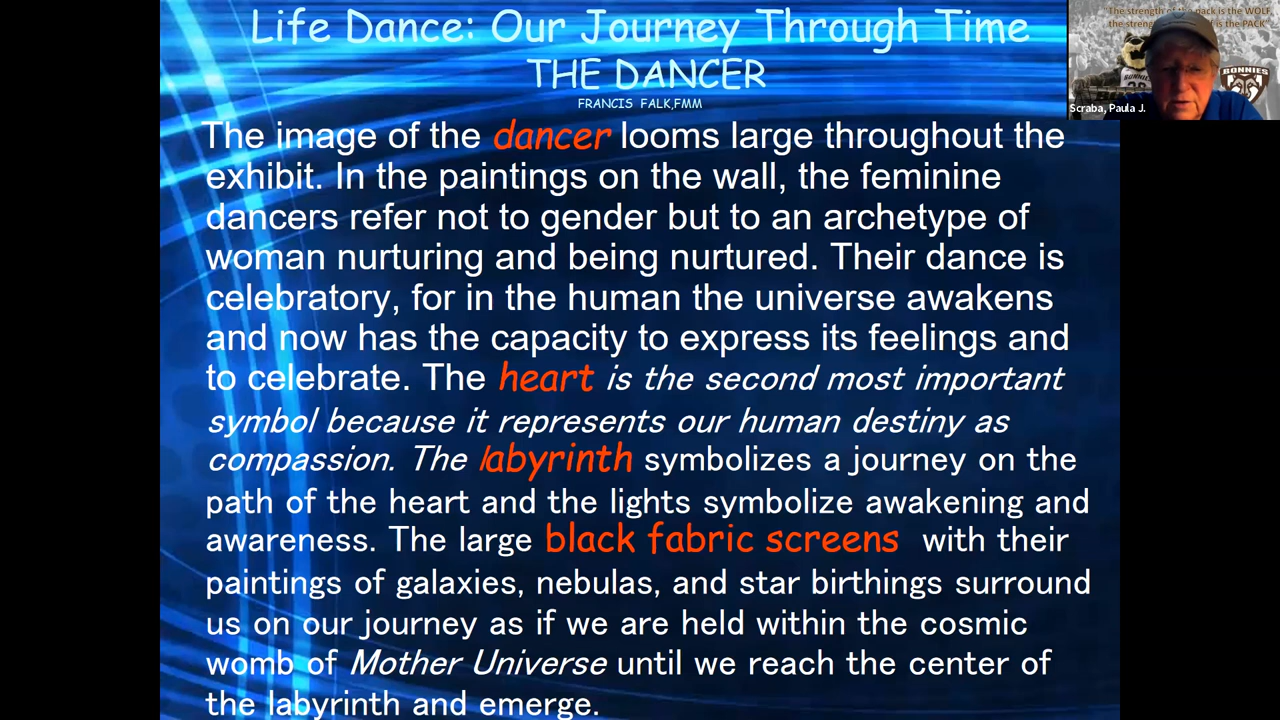 Life Dance: Our Journey Through Time
THE DANCER
FRANCIS FALK,FMM
The image of the dancer looms large throughout the
exhibit. In the paintings on the wall, the feminine
dancers refer not to gender but to an archetype of
woman nurturing and being nurtured. Their dance is
celebratory, for in the human the universe awakens
and now has the capacity to express its feelings and
to celebrate. The heart is the second most important
symbol because it represents our human destiny as
compassion. The labyrinth symbolizes a journey on the
path of the heart and the lights symbolize awakening and
awareness. The large black fabric screens with their
paintings of galaxies, nebulas, and star birthings surround
us on our journey as if we are held within the cosmic
womb of Mother Universe until we reach the center of
the labyrinth and emerge.
"The strength of the pack is the WOLF,
the is the PACK"
BONNIES
BONNIES
Scraba, Paula J.